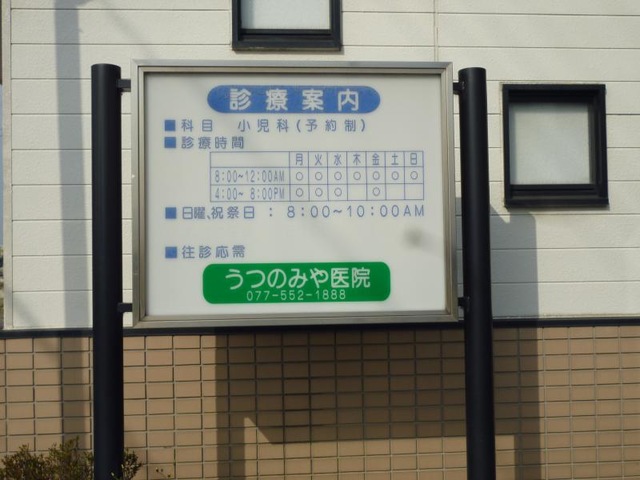 診療案内
■科目 小児科(予約制)
■診療時間
月 火 水 木 金 土 日
8:00~12:00AM ○ ○ ○ ○ ○ ○ ○
4:00~ 8:00PM ○ ○ ○ ○
■日曜、祝祭日: 8:00~10:00AM
■往診応需
うつのみや医院
077-552-1888